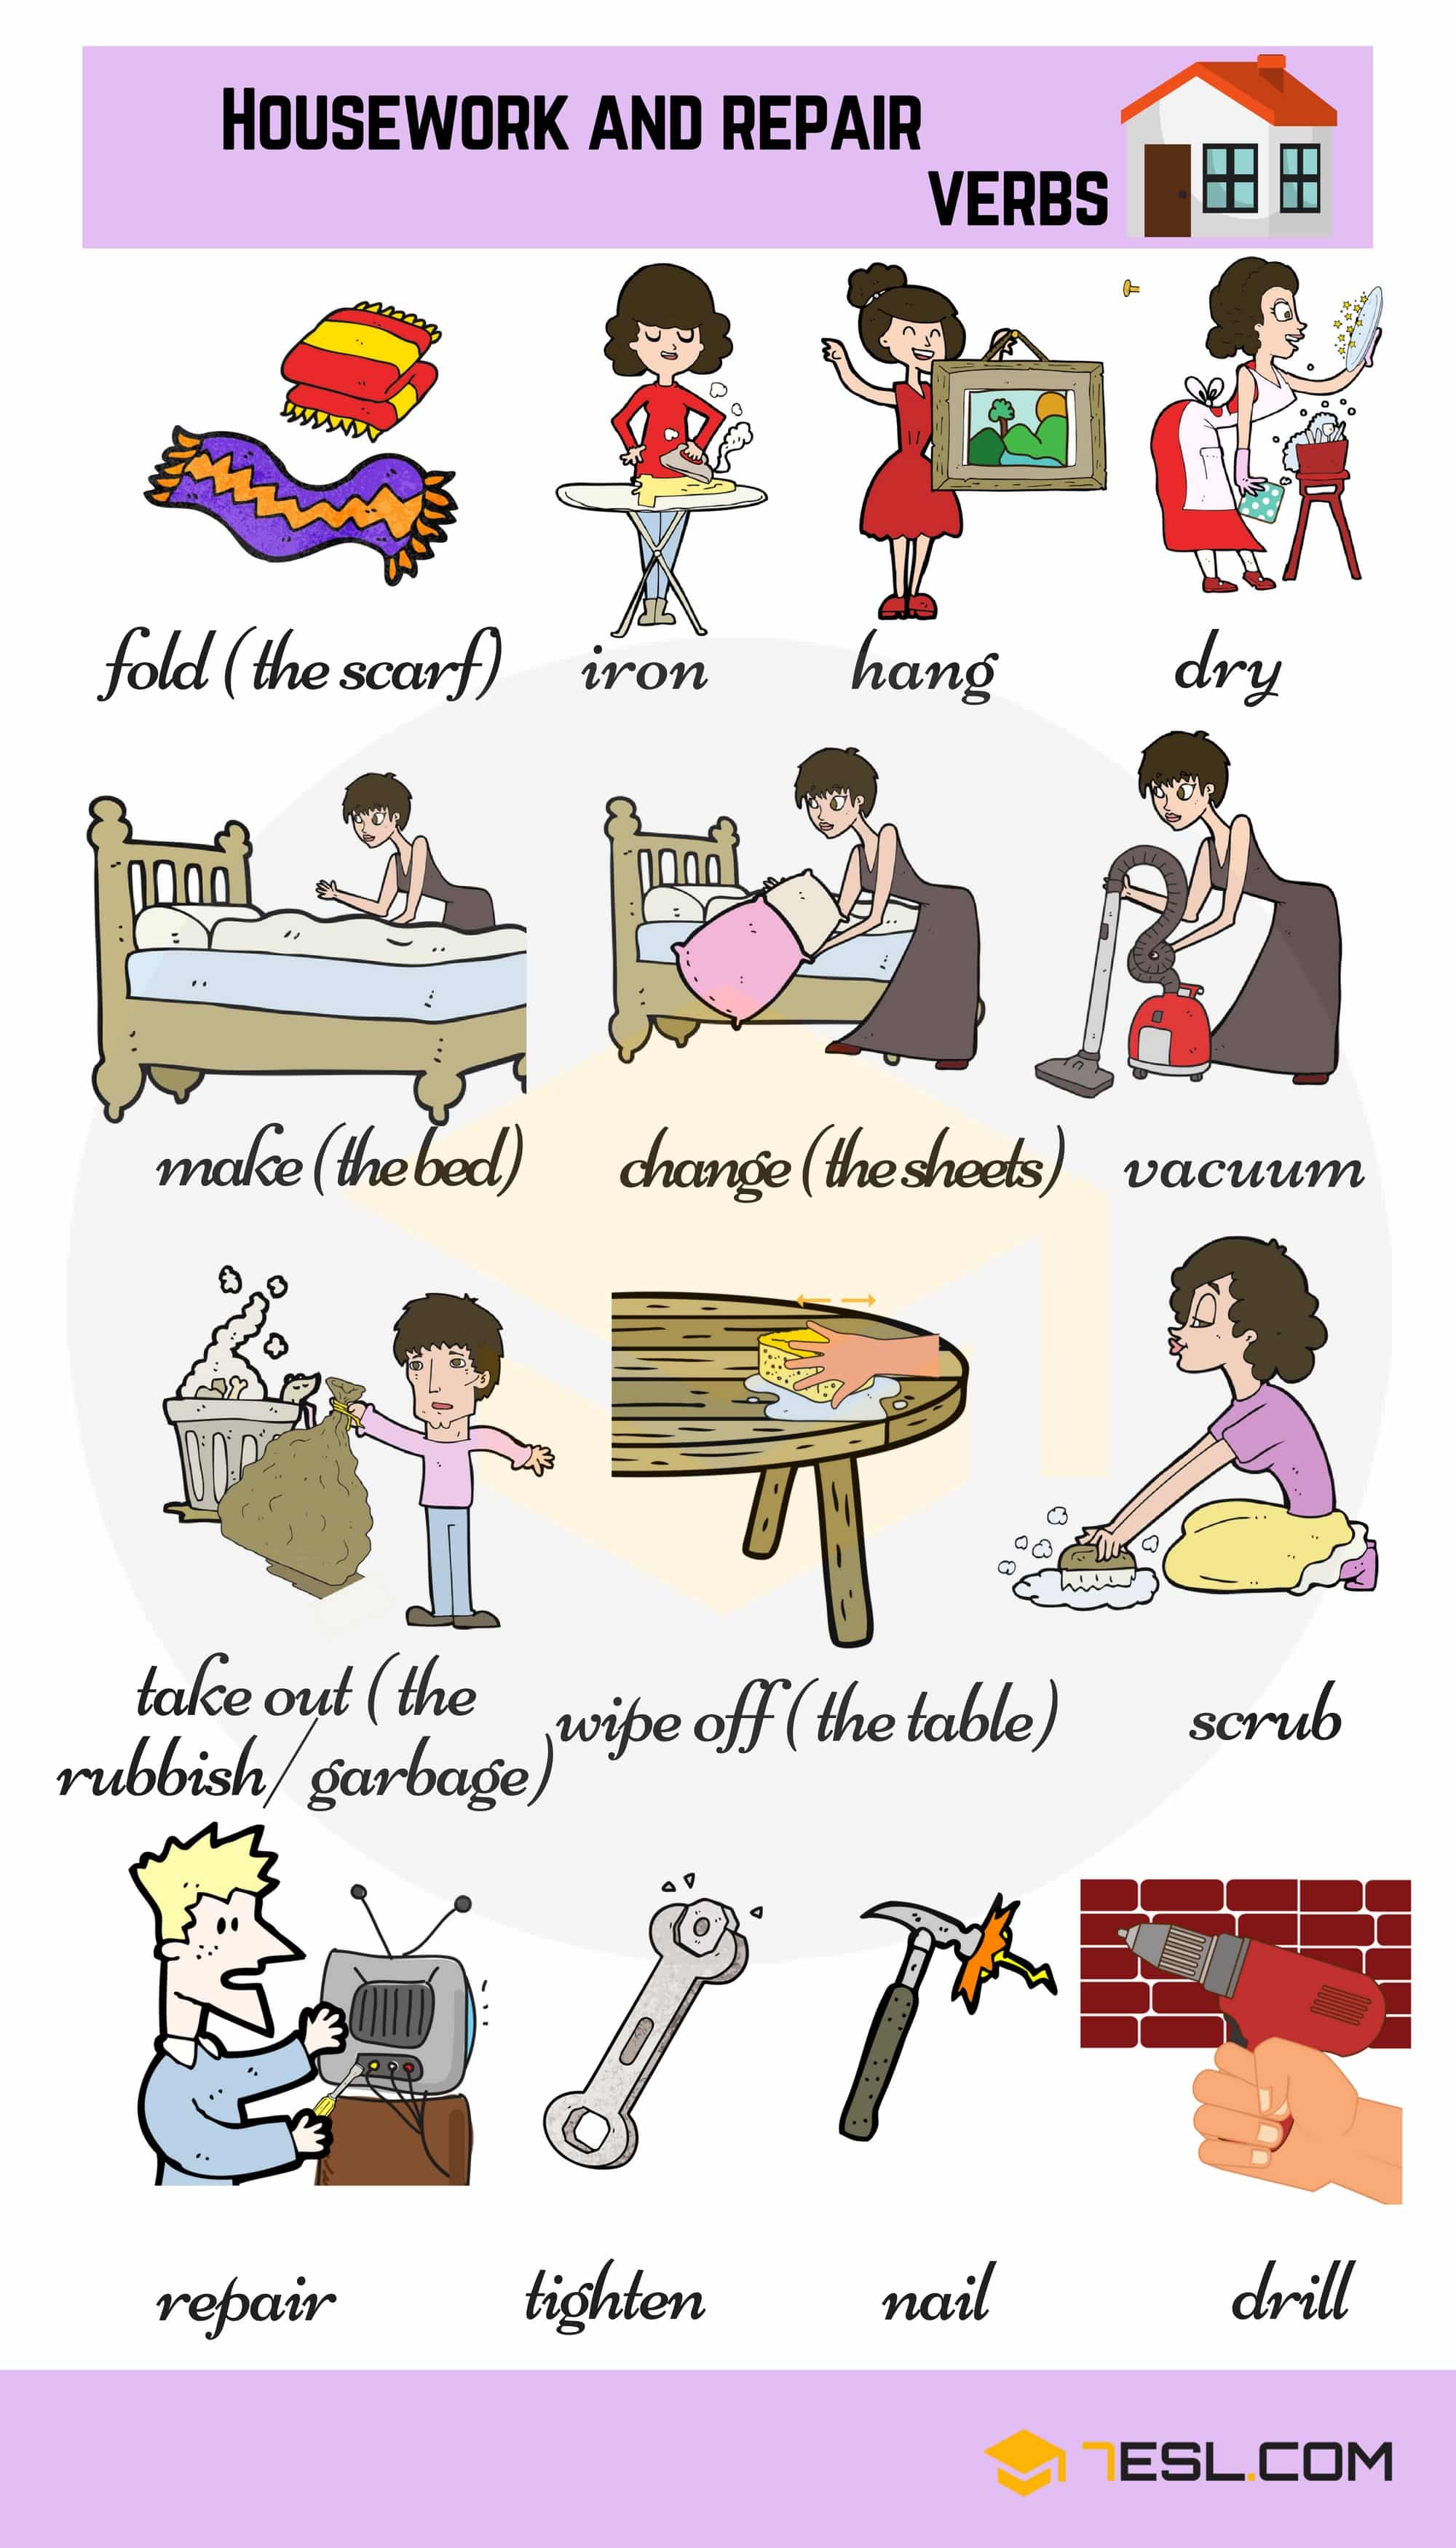 HOUSEWORK AND REPAIR
VERBS
fold (the scarf)
iron
hang
dry
make (the bed)
change (the sheets)
vacuum
take out (the
rubbish/ garbage)
wipe off (the table)
scrub
repair
tighten
nail
drill
7ESL.COM